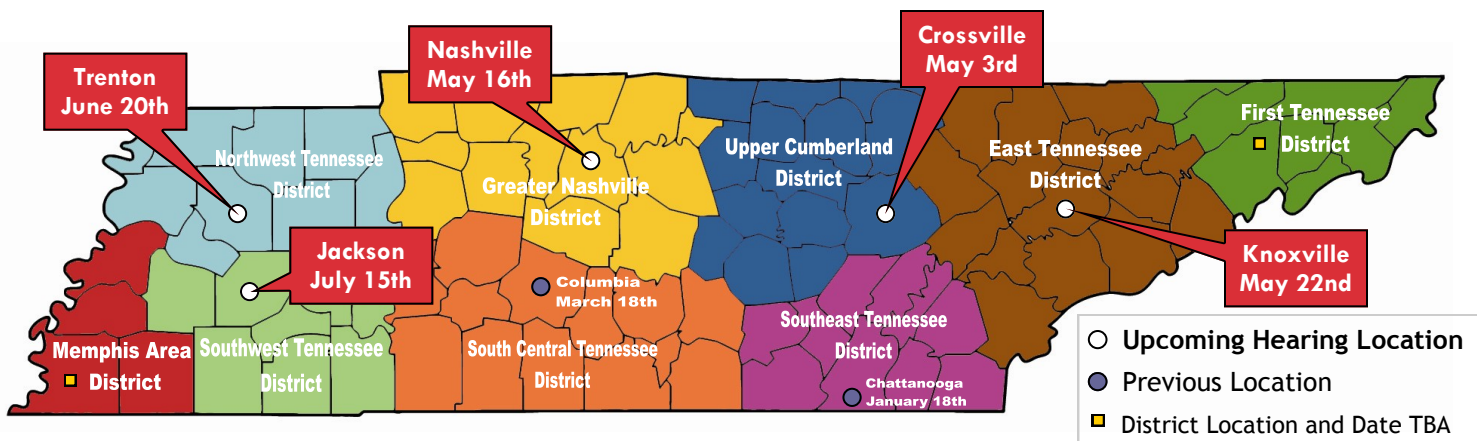 Trenton
June 20th
Nashville
May 16th
Crossville
May 3rd
Northwest Tennessee
District
Greater Nashville
District
Upper Cumberland
District
East Tennessee
District
First Tennessee
District
Jackson
July 15th
Columbia
March 18th
Knoxville
May 22nd
Memphis Area
District
Southwest Tennessee
District
South Central Tennessee
District
Southeast Tennessee
District
Chattanooga
January 18th
Upcoming Hearing Location
Previous Location
District Location and Date TBA